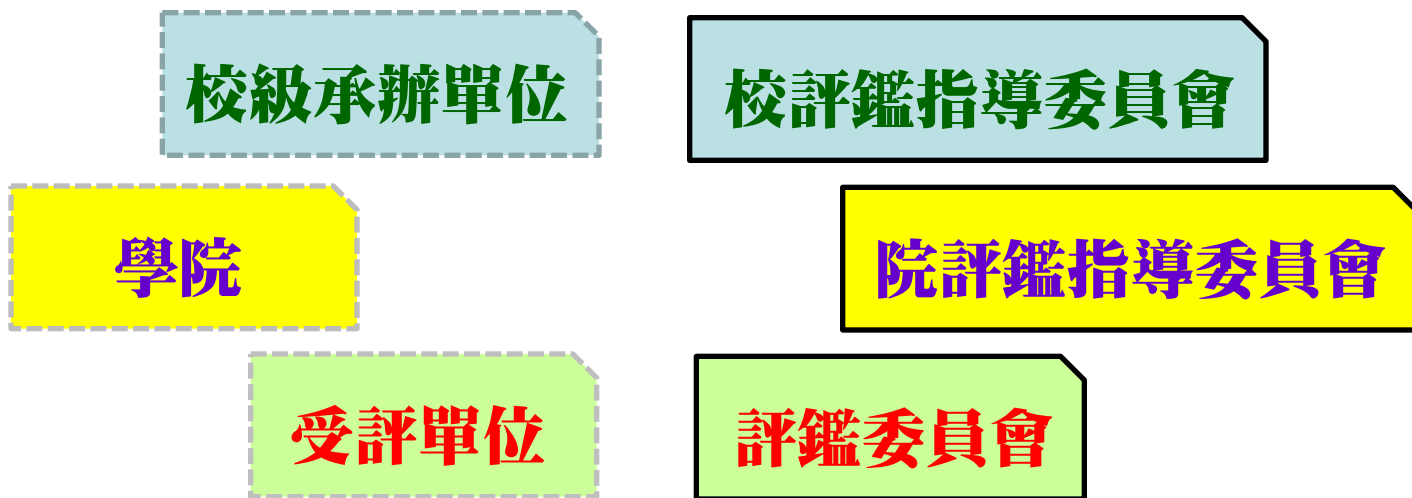 校級承辦單位
校評鑑指導委員會
學院
院評鑑指導委員會
受評單位
評鑑委員會